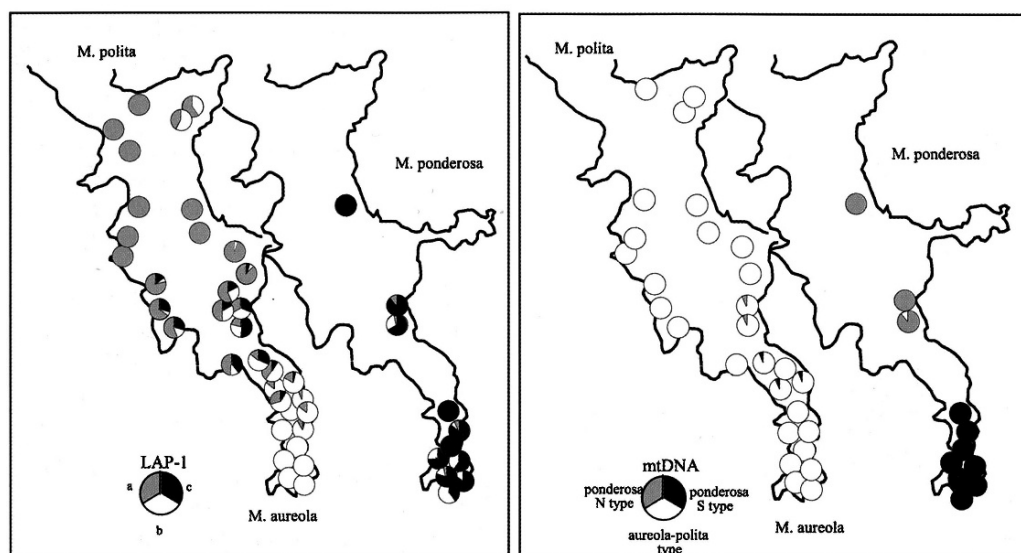 M. polita
M. ponderosa
LAP-1
a
c
b
M. aureola
M. polita
M. ponderosa
mtDNA
ponderosa
N type
ponderosa
S type
aureola-polita
type
M. aureola